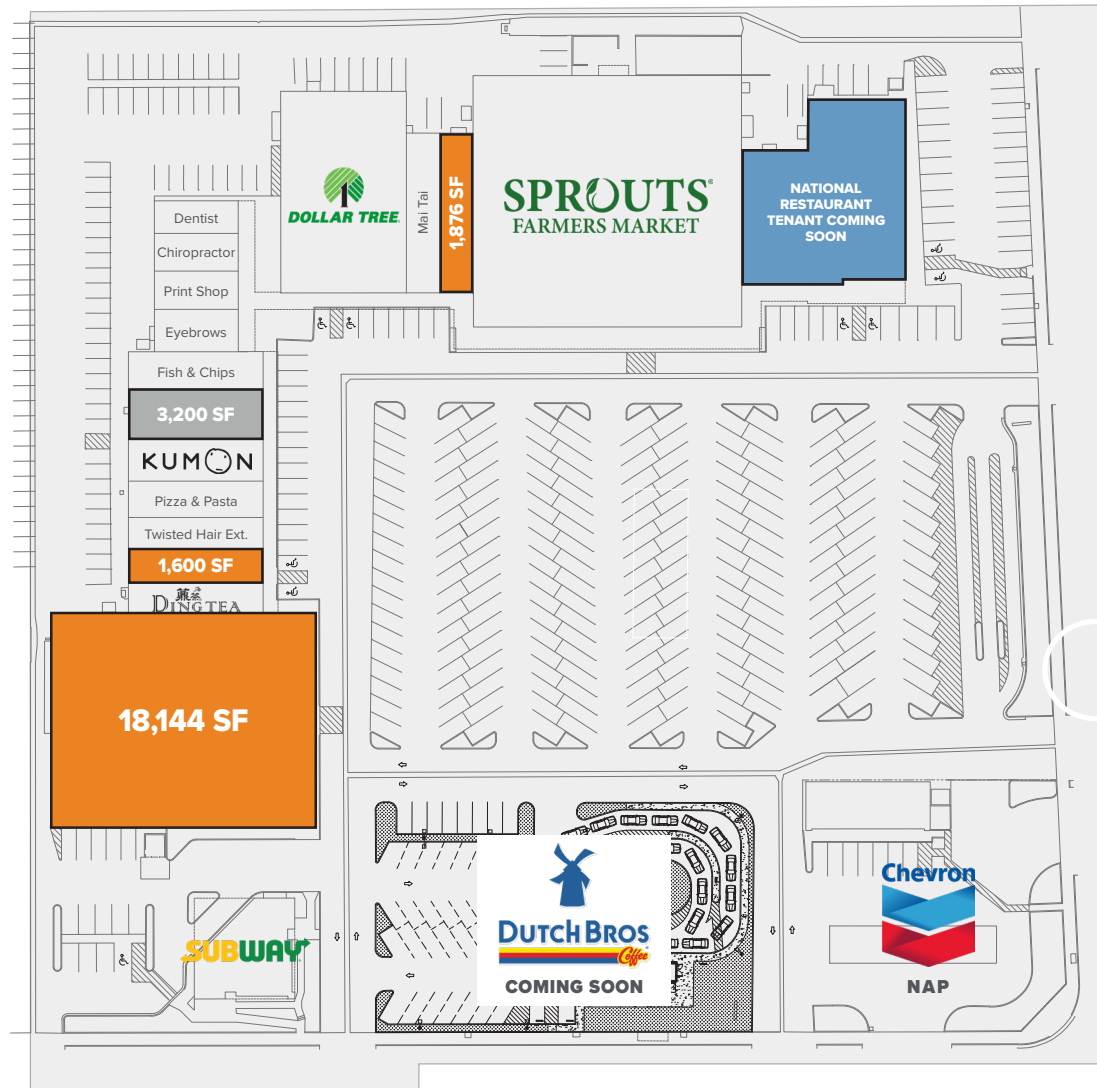 DOLLAR TREE
Mai Tai
1,876 SF
SPROUTS
FARMERS MARKET
NATIONAL
RESTAURANT
TENANT COMING
SOON
Dentist
Chiropractor
Print Shop
Eyebrows
Fish & Chips
3,200 SF
KUMON
Pizza & Pasta
Twisted Hair Ext.
1,600 SF
DING TEA
18,144 SF
SUBWAY
DUTCH BROS
Coffee
COMING SOON
Chevron
NAP